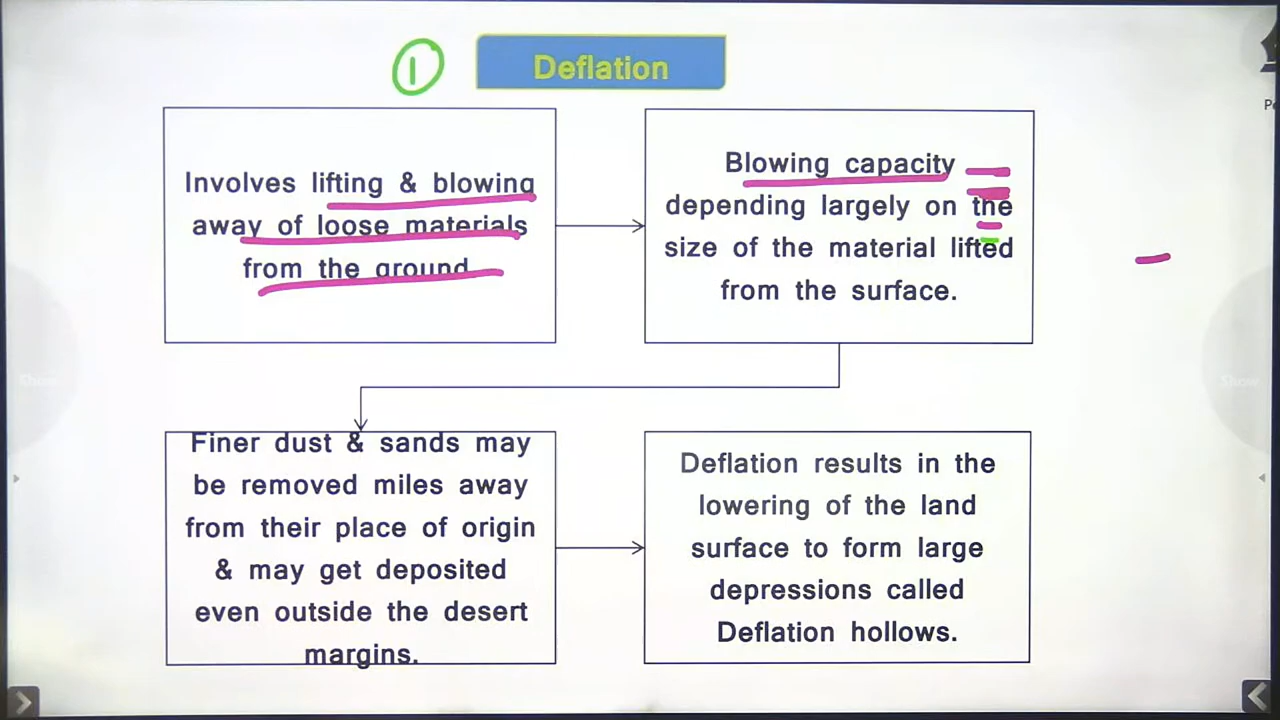 1
Deflation
Involves lifting & blowing
away of loose materials
from the ground
Blowing capacity
depending largely on the
size of the material lifted
from the surface.
Finer dust & sands may
be removed miles away
from their place of origin
& may get deposited
even outside the desert
margins.
Deflation results in the
lowering of the land
surface to form large
depressions called
Deflation hollows.
Show
Show